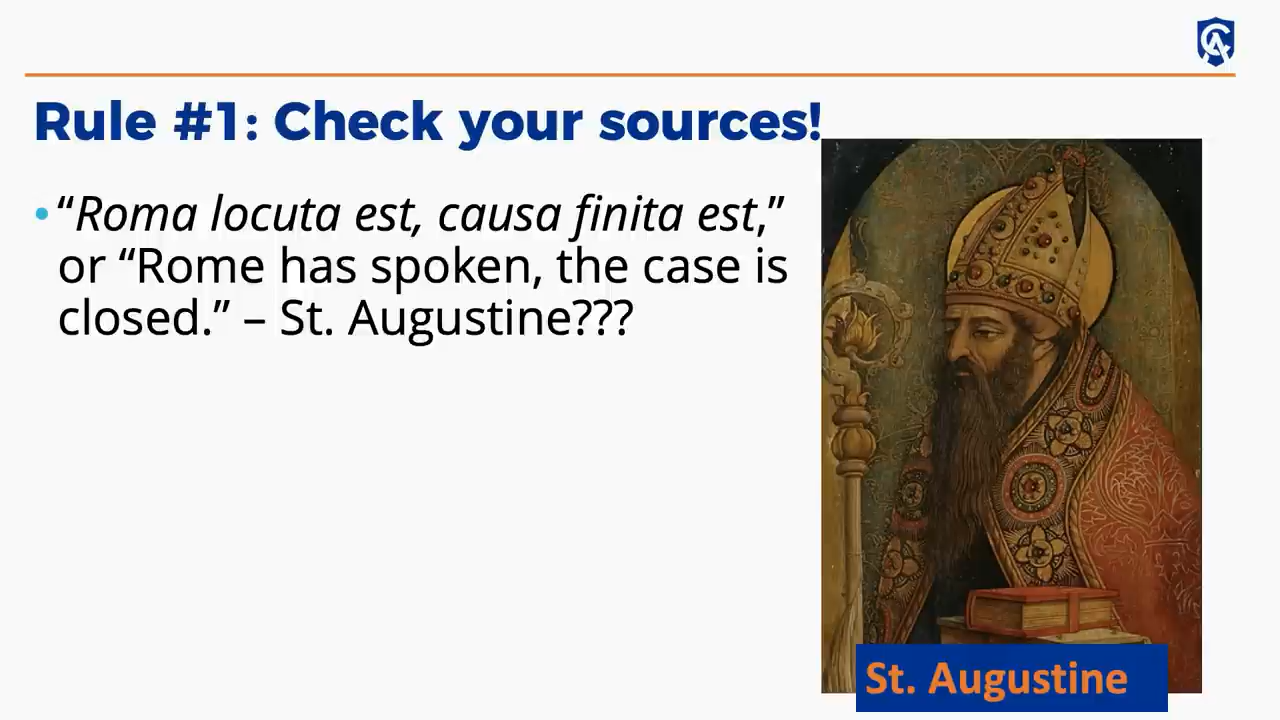 Rule #1: Check your sources!
• “Roma locuta est, causa finita est,”
or “Rome has spoken, the case is
closed.” – St. Augustine???
St. Augustine